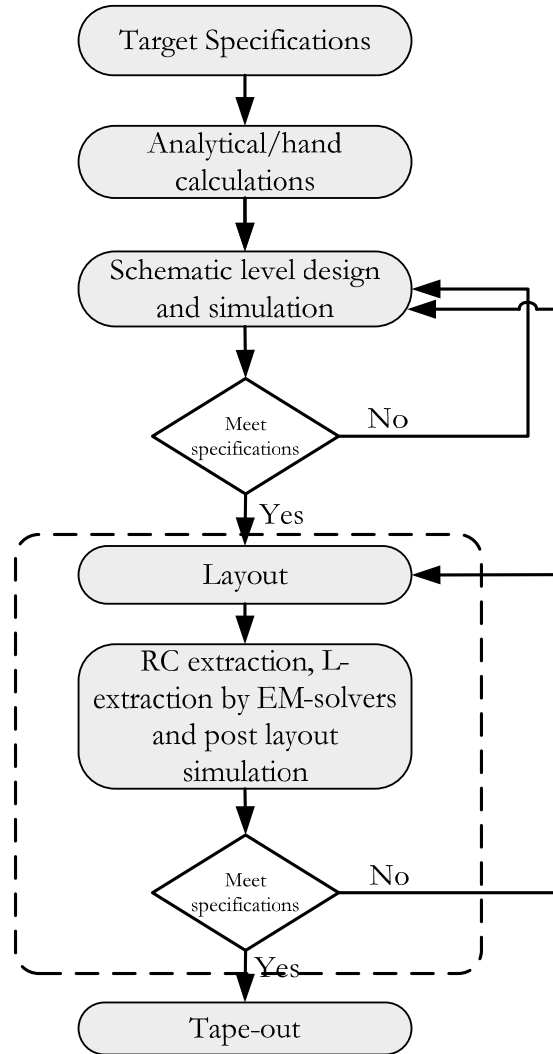 Target Specifications
Analytical/hand
calculations
Schematic level design
and simulation
Meet
specifications
No
Yes
Layout
RC extraction, L-
extraction by EM-solvers
and post layout
simulation
Meet
specifications
No
Yes
Tape-out